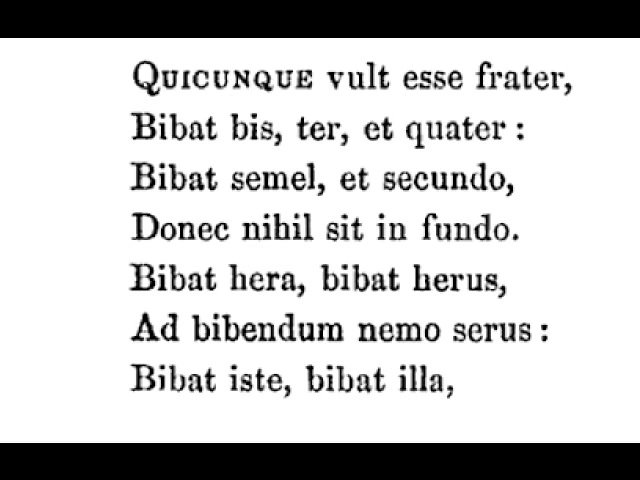 QUICUNQUE vult esse frater,
Bibat bis, ter, et quater :
Bibat semel, et secundo,
Donec nihil sit in fundo.
Bibat hera, bibat herus,
Ad bibendum nemo serus :
Bibat iste, bibat illa,